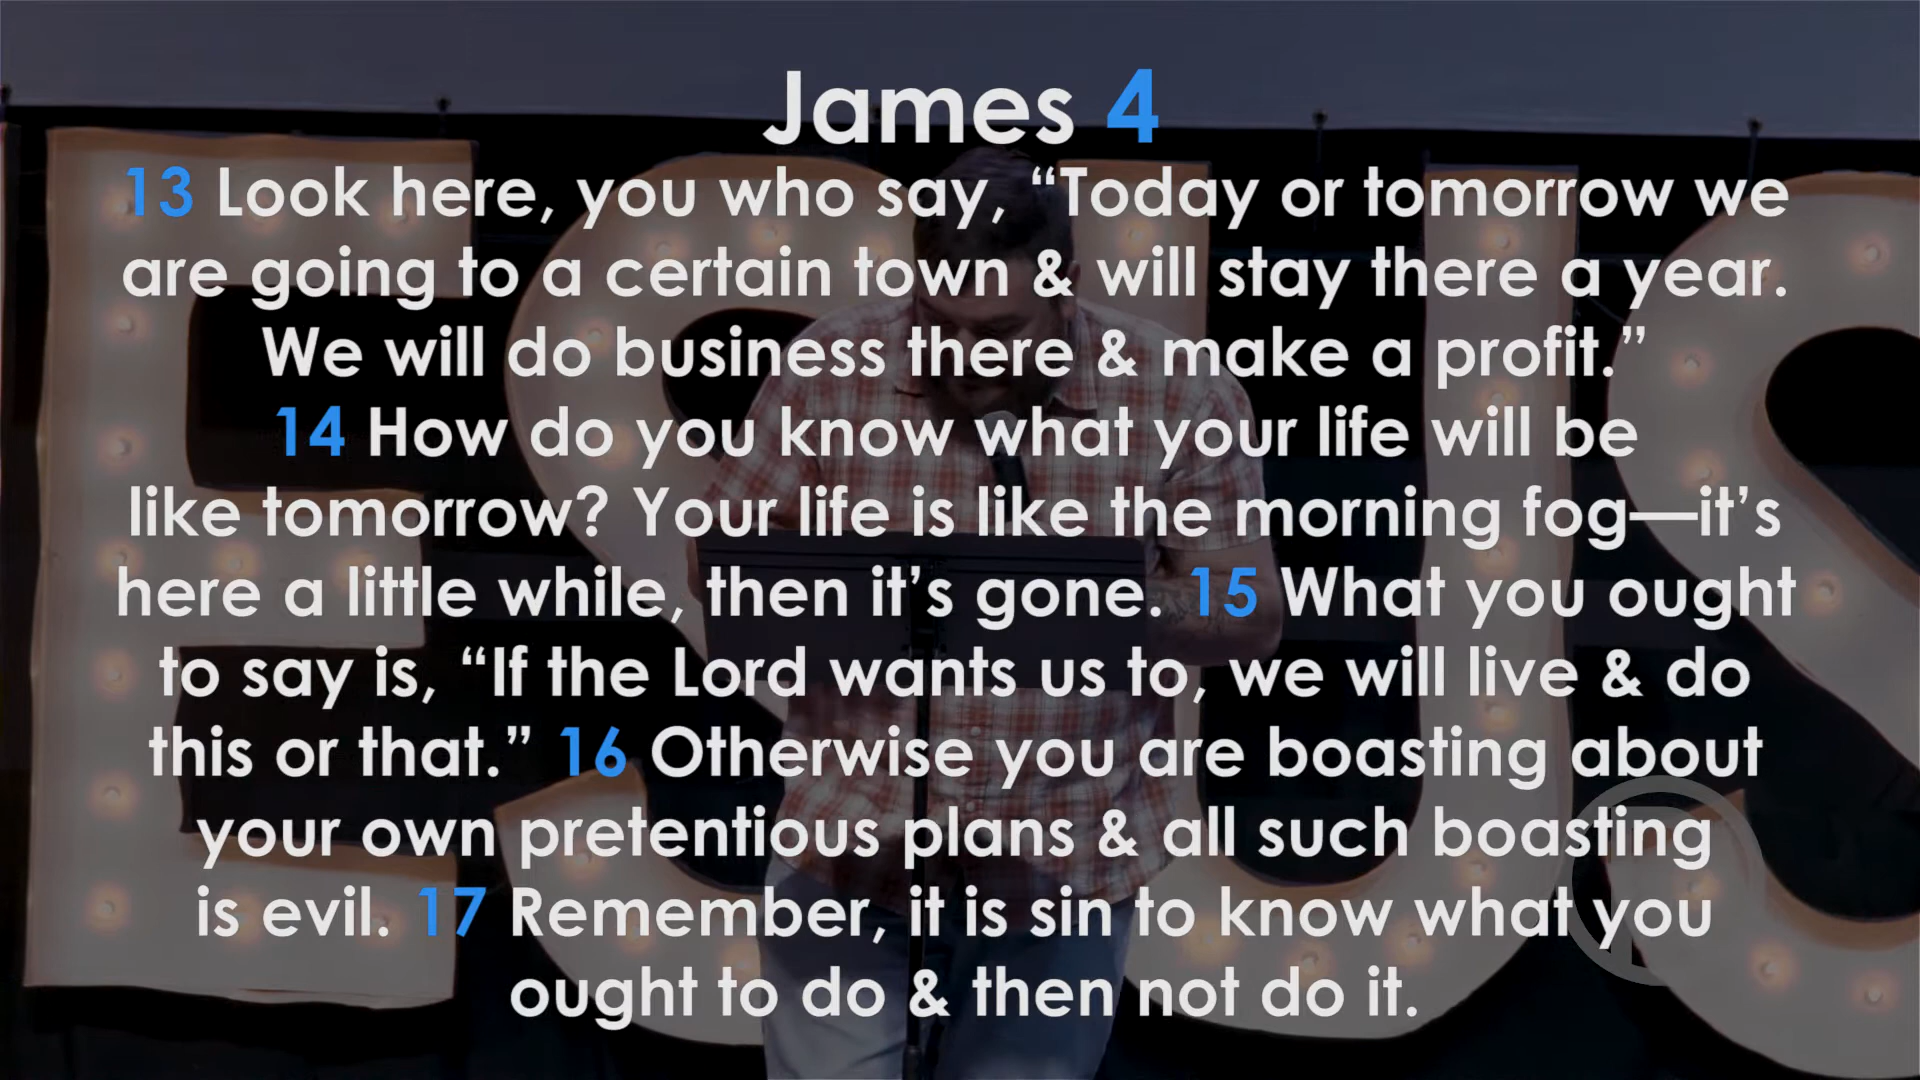 James 4
13 Look here, you who say, “Today or tomorrow we
are going to a certain town & will stay there a year.
We will do business there & make a profit.”
14 How do you know what your life will be
like tomorrow? Your life is like the morning fog—it’s
here a little while, then it’s gone. 15 What you ought
to say is, “If the Lord wants us to, we will live & do
this or that.” 16 Otherwise you are boasting about
your own pretentious plans & all such boasting
is evil. 17 Remember, it is sin to know what you
ought to do & then not do it.
ESUS